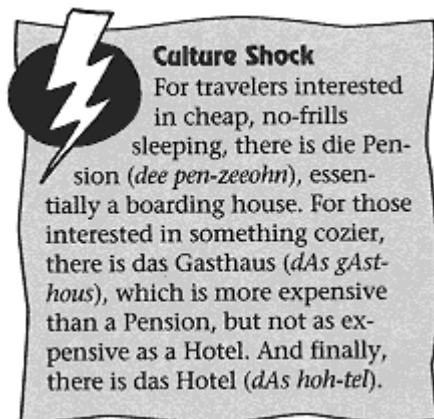 Culture Shock
For travelers interested
in cheap, no-frills
sleeping, there is die Pen-
sion (dee pen-zeeohn), essen-
tially a boarding house. For those
interested in something cozier,
there is das Gasthaus (dAs gAst-
hous), which is more expensive
than a Pension, but not as ex-
pensive as a Hotel. And finally,
there is das Hotel (dAs hoh-tel).